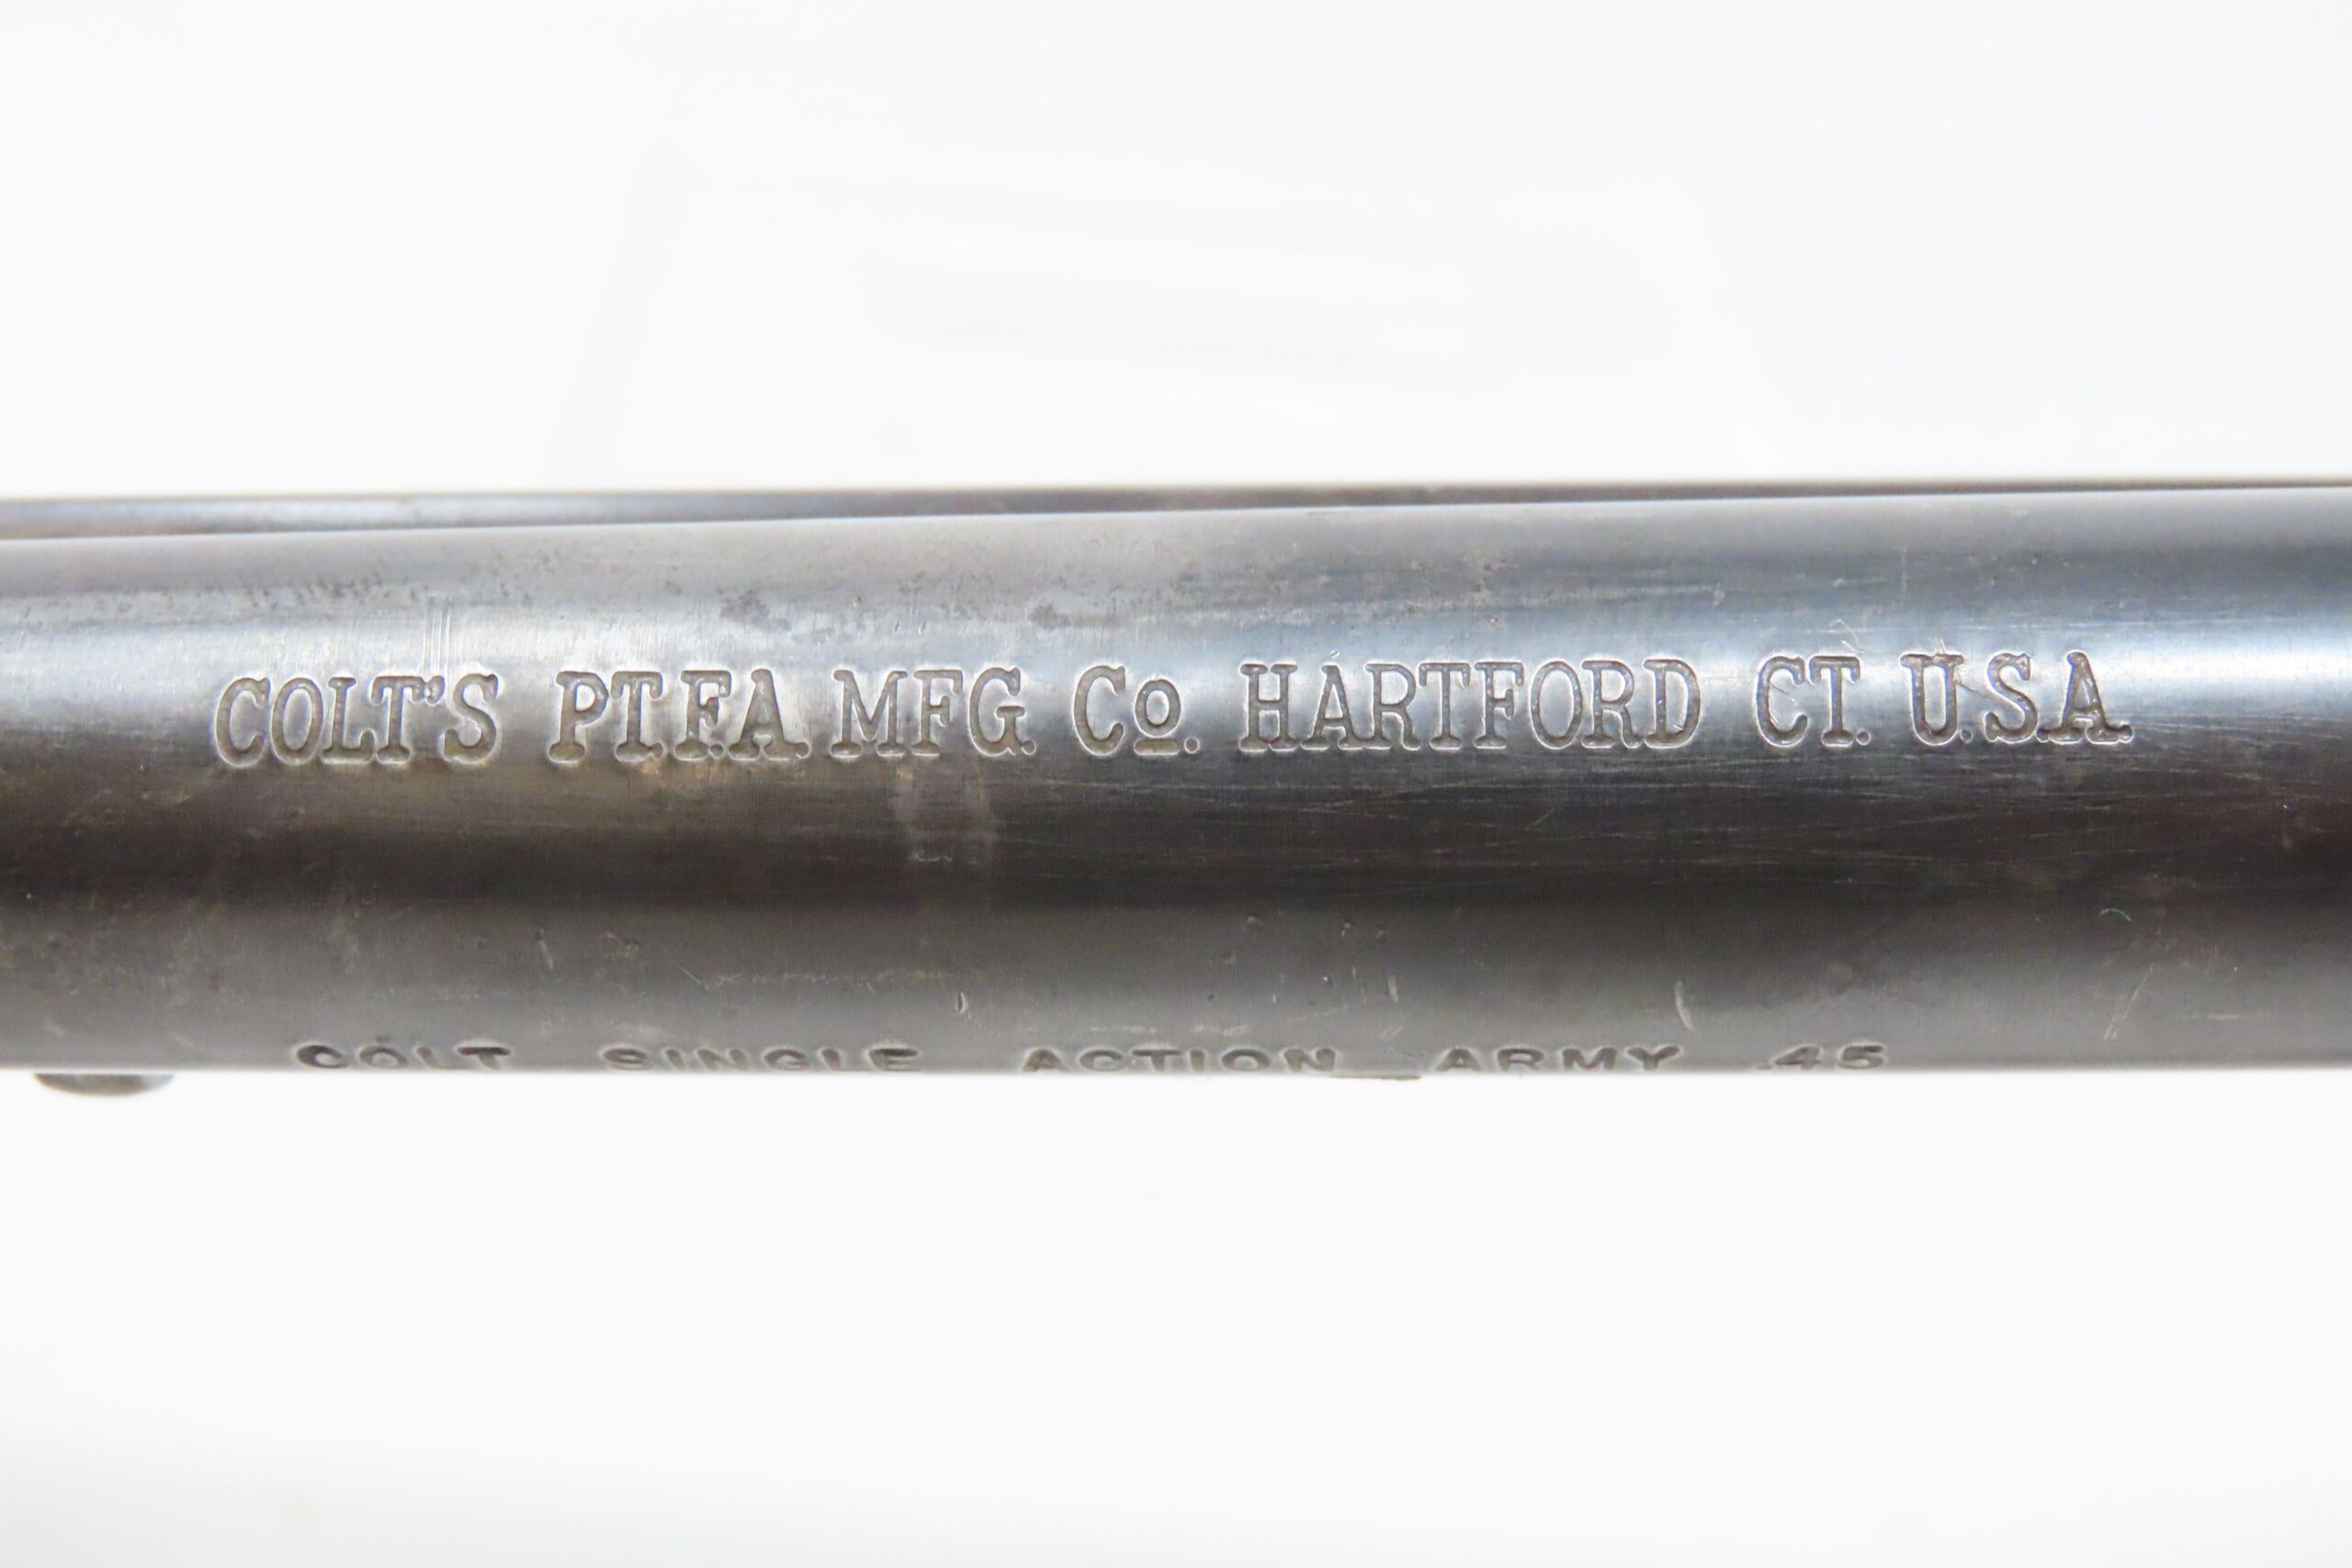 COLT'S PT.F.A. MFG. Co. HARTFORD CT. U.S.A.
COLT SINGLE ACTION ARMY .45